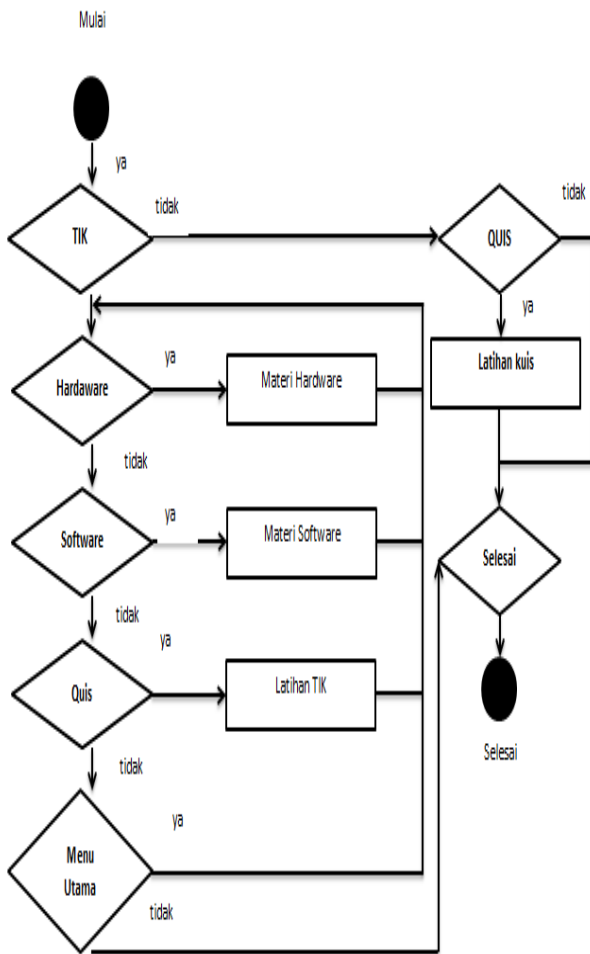 Mulai
ya
TIK
tidak
QUIS
tidak
ya
Latihan kuis
Hardaware
ya
Materi Hardware
tidak
Software
ya
Materi Software
Selesai
tidak
Quis
ya
Latihan TIK
Selesai
tidak
Menu
Utama
ya
tidak